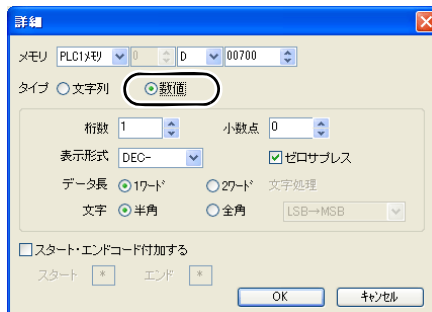 詳細
メモリ PLC1メモリ 0 D 00700
タイプ 文字列 数値
桁数 1 小数点 0
表示形式 DEC- ゼロサプレス
データ長 1ワード 2ワード 文字処理
文字 半角 全角 LSB→MSB
スタート・エンドコード付加する
スタート * エンド *
OK キャンセル